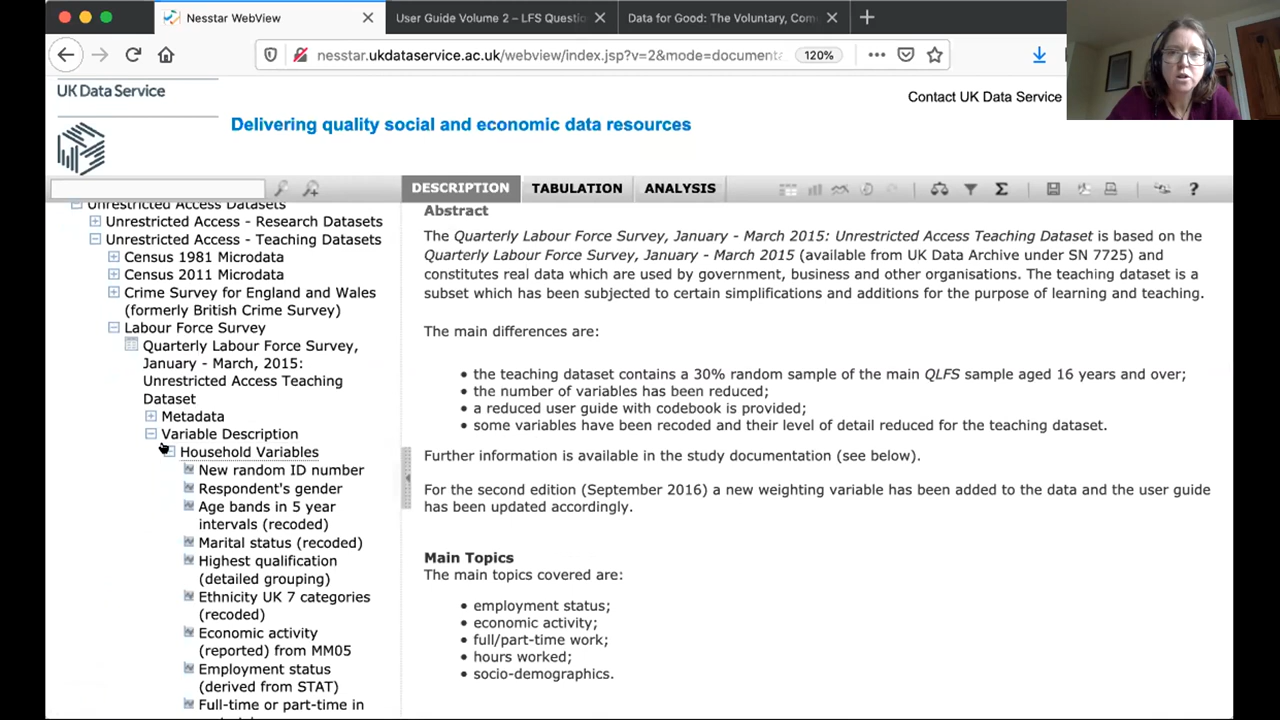 Nesstar WebView
User Guide Volume 2 – LFS Questio
Data for Good: The Voluntary, Com
nesstar.ukdataservice.ac.uk/webview/index.jsp?v=2&mode=documenta
120%
UK Data Service
Contact UK Data Service
Delivering quality social and economic data resources
DESCRIPTION
TABULATION
ANALYSIS
Unrestricted Access Datasets
Unrestricted Access - Research Datasets
Unrestricted Access - Teaching Datasets
Census 1981 Microdata
Census 2011 Microdata
Crime Survey for England and Wales
(formerly British Crime Survey)
Labour Force Survey
Quarterly Labour Force Survey,
January - March, 2015:
Unrestricted Access Teaching
Dataset
Metadata
Variable Description
Household Variables
New random ID number
Respondent's gender
Age bands in 5 year
intervals (recoded)
Marital status (recoded)
Highest qualification
(detailed grouping)
Ethnicity UK 7 categories
(recoded)
Economic activity
(reported) from MM05
Employment status
(derived from STAT)
Full-time or part-time in
Abstract
The Quarterly Labour Force Survey, January - March 2015: Unrestricted Access Teaching Dataset is based on the
Quarterly Labour Force Survey, January - March 2015 (available from UK Data Archive under SN 7725) and
constitutes real data which are used by government, business and other organisations. The teaching dataset is a
subset which has been subjected to certain simplifications and additions for the purpose of learning and teaching.
The main differences are:
• the teaching dataset contains a 30% random sample of the main QLFS sample aged 16 years and over;
• the number of variables has been reduced;
• a reduced user guide with codebook is provided;
• some variables have been recoded and their level of detail reduced for the teaching dataset.
Further information is available in the study documentation (see below).
For the second edition (September 2016) a new weighting variable has been added to the data and the user guide
has been updated accordingly.
Main Topics
The main topics covered are:
• employment status;
• economic activity;
• full/part-time work;
• hours worked;
• socio-demographics.